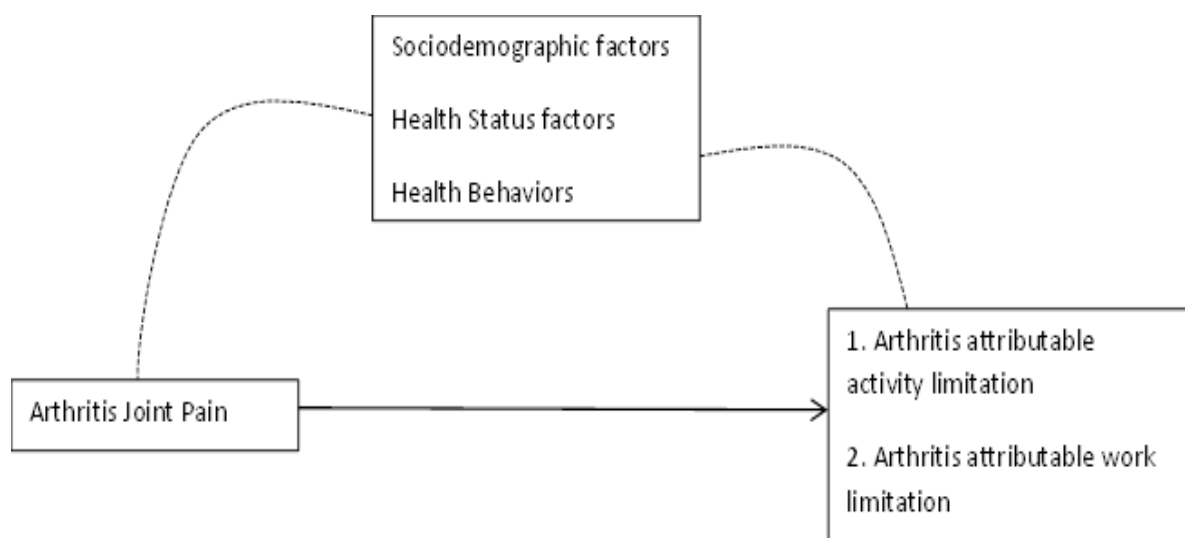 Sociodemographic factors
Health Status factors
Health Behaviors
Arthritis Joint Pain
1. Arthritis attributable
activity limitation
2. Arthritis attributable work
limitation